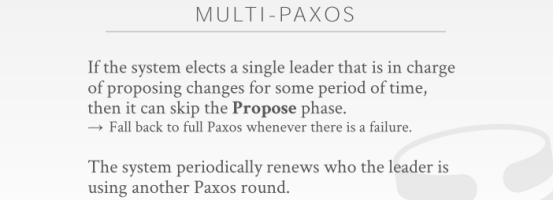 MULTI-PAXOS
If the system elects a single leader that is in charge
of proposing changes for some period of time,
then it can skip the Propose phase.
→ Fall back to full Paxos whenever there is a failure.
The system periodically renews who the leader is
using another Paxos round.